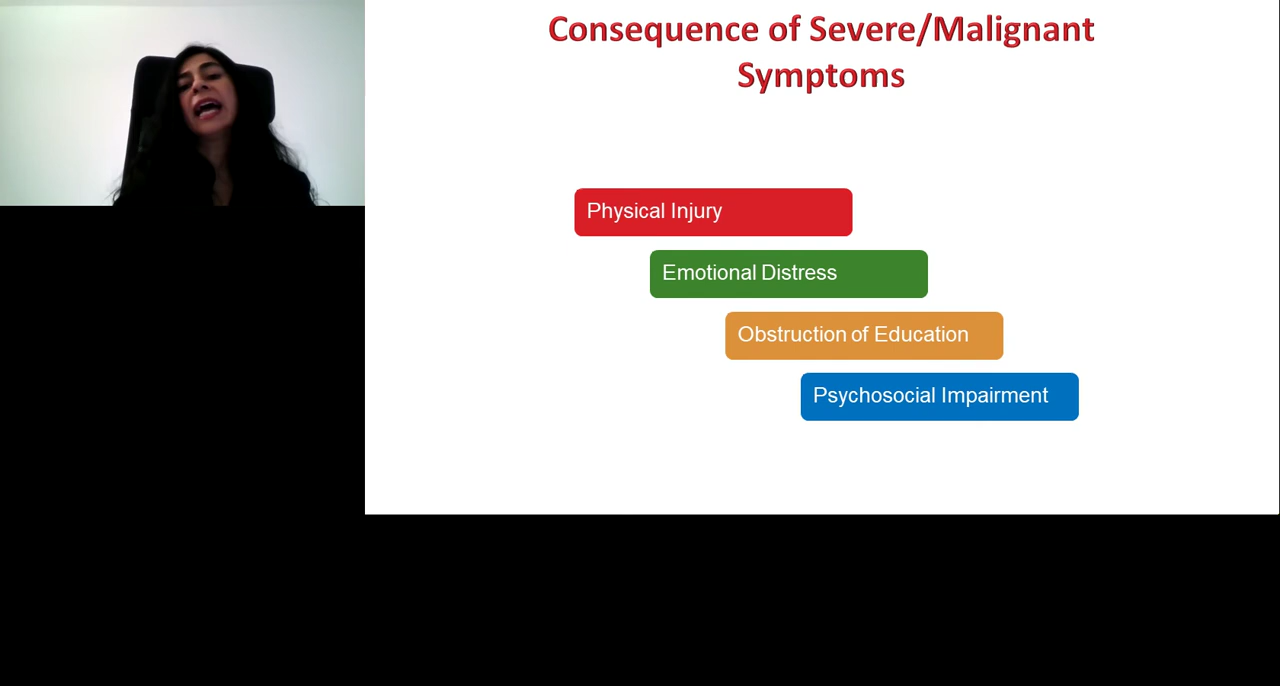 Consequence of Severe/Malignant
Symptoms
Physical Injury
Emotional Distress
Obstruction of Education
Psychosocial Impairment